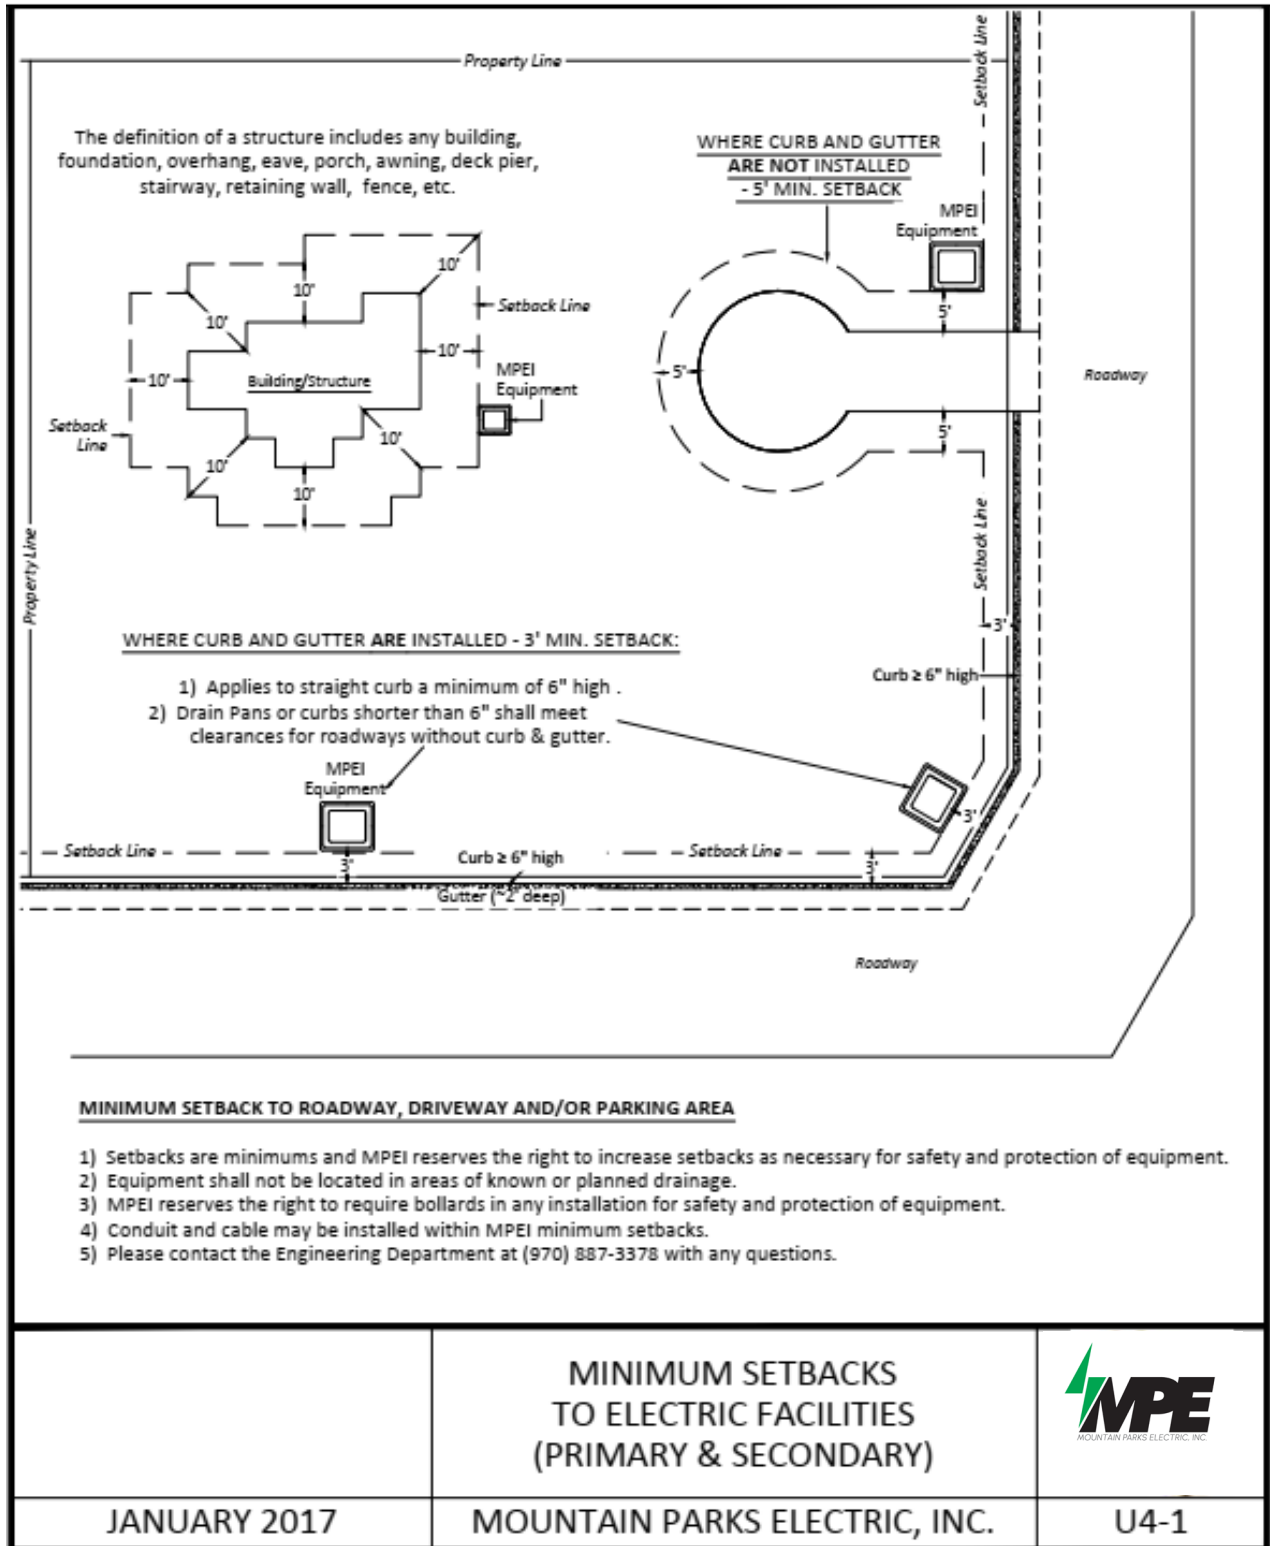 Property Line
Setback Line
The definition of a structure includes any building,
foundation, overhang, eave, porch, awning, deck pier,
stairway, retaining wall, fence, etc.
WHERE CURB AND GUTTER
ARE NOT INSTALLED
- 5' MIN. SETBACK
MPEI
Equipment
10'
10'
10'
Setback Line
5'
10'
10'
Building/Structure
10'
MPEI
Equipment
5'
Roadway
Setback
Line
10'
10'
10'
5'
Setback Line
Property Line
3'
WHERE CURB AND GUTTER ARE INSTALLED - 3' MIN. SETBACK:
1) Applies to straight curb a minimum of 6" high .
2) Drain Pans or curbs shorter than 6" shall meet
clearances for roadways without curb & gutter.
Curb ≥ 6" high
MPEI
Equipment
3'
Setback Line
3'
Curb ≥ 6" high
Setback Line
3'
Gutter (~2' deep)
Roadway
MINIMUM SETBACK TO ROADWAY, DRIVEWAY AND/OR PARKING AREA
1) Setbacks are minimums and MPEI reserves the right to increase setbacks as necessary for safety and protection of equipment.
2) Equipment shall not be located in areas of known or planned drainage.
3) MPEI reserves the right to require bollards in any installation for safety and protection of equipment.
4) Conduit and cable may be installed within MPEI minimum setbacks.
5) Please contact the Engineering Department at (970) 887-3378 with any questions.
MINIMUM SETBACKS
TO ELECTRIC FACILITIES
(PRIMARY & SECONDARY)
MPE
MOUNTAIN PARKS ELECTRIC, INC.
JANUARY 2017
MOUNTAIN PARKS ELECTRIC, INC.
U4-1